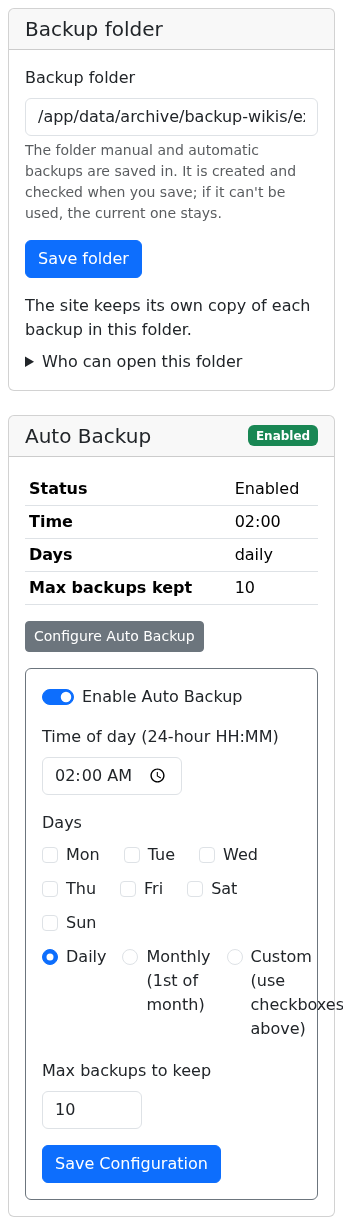 Backup folder
Backup folder
/app/data/archive/backup-wikis/e
The folder manual and automatic
backups are saved in. It is created and
checked when you save; if it can't be
used, the current one stays.
Save folder
The site keeps its own copy of each
backup in this folder.
Who can open this folder
Auto Backup Enabled
Status Enabled
Time 02:00
Days daily
Max backups kept 10
Configure Auto Backup
Enable Auto Backup
Time of day (24-hour HH:MM)
02:00 AM
Days
Mon Tue Wed
Thu Fri Sat
Sun
Daily
Monthly
(1st of
month)
Custom
(use
checkboxes
above)
Max backups to keep
10
Save Configuration